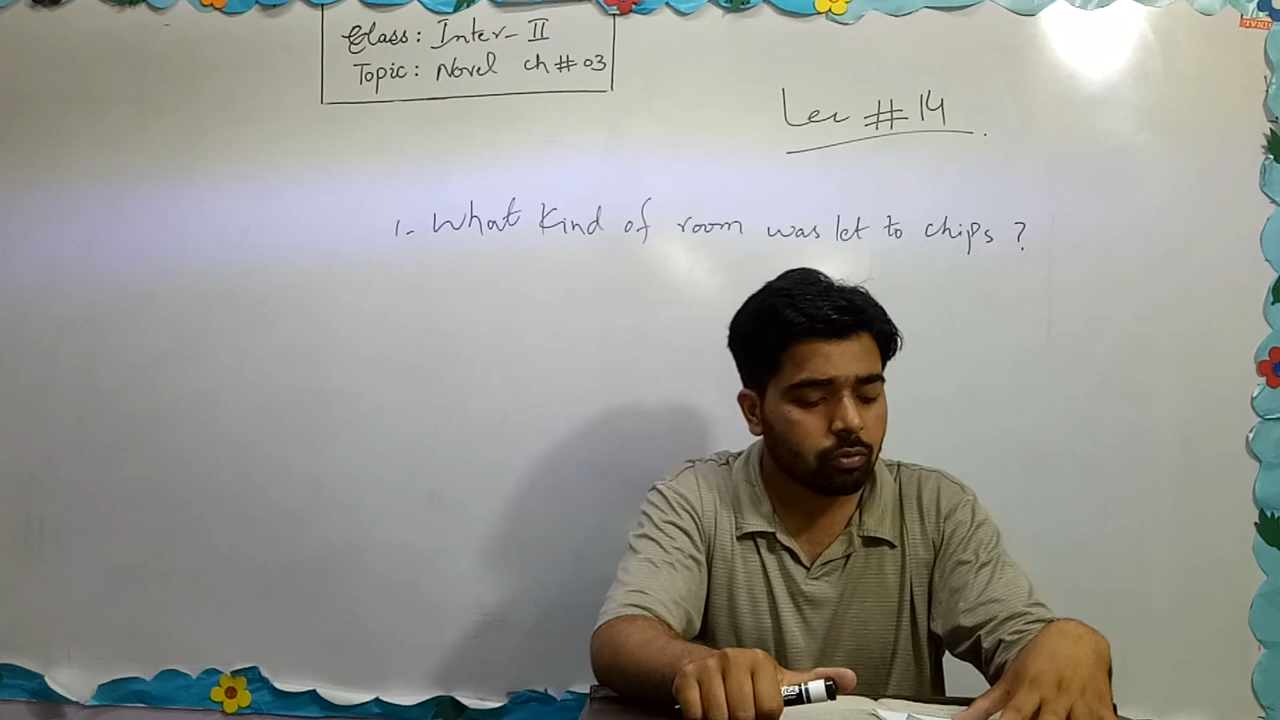 Class: Inter-II
Topic: Novel ch # 03
Lec # 14
1- What Kind of room was let to chips ?